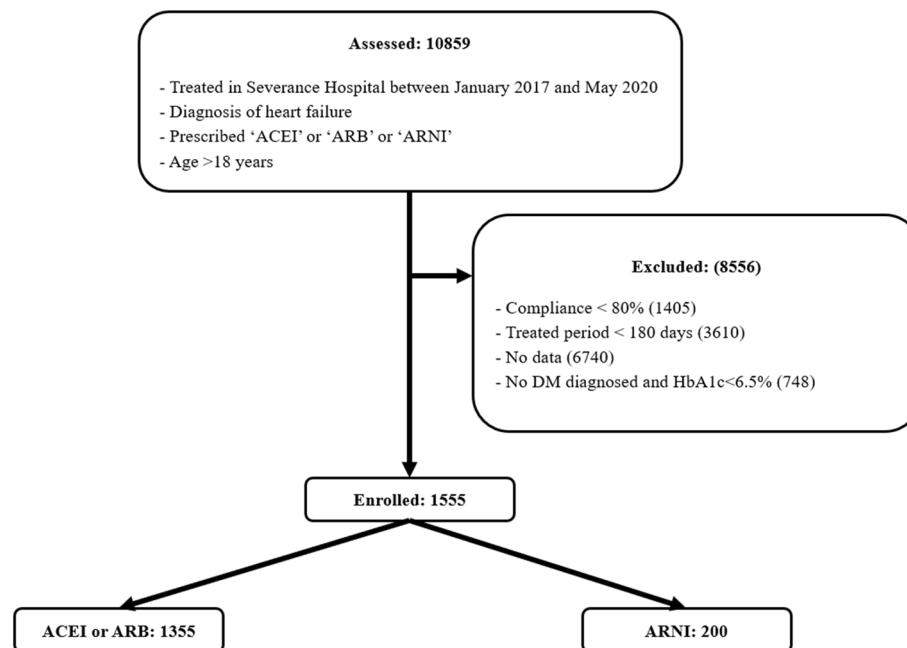 Assessed: 10859
- Treated in Severance Hospital between January 2017 and May 2020
- Diagnosis of heart failure
- Prescribed ‘ACEI’ or ‘ARB’ or ‘ARNI’
- Age >18 years
Excluded: (8556)
- Compliance < 80% (1405)
- Treated period < 180 days (3610)
- No data (6740)
- No DM diagnosed and HbA1c<6.5% (748)
Enrolled: 1555
ACEI or ARB: 1355
ARNI: 200